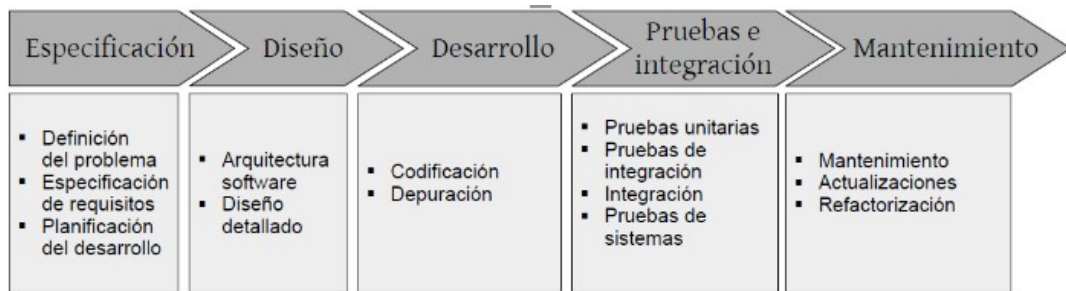 Especificación
Diseño
Desarrollo
Pruebas e
integración
Mantenimiento
▪ Definición
del problema
▪ Especificación
de requisitos
▪ Planificación
del desarrollo
▪ Arquitectura
software
▪ Diseño
detallado
▪ Codificación
▪ Depuración
▪ Pruebas unitarias
▪ Pruebas de
integración
▪ Integración
▪ Pruebas de
sistemas
▪ Mantenimiento
▪ Actualizaciones
▪ Refactorización